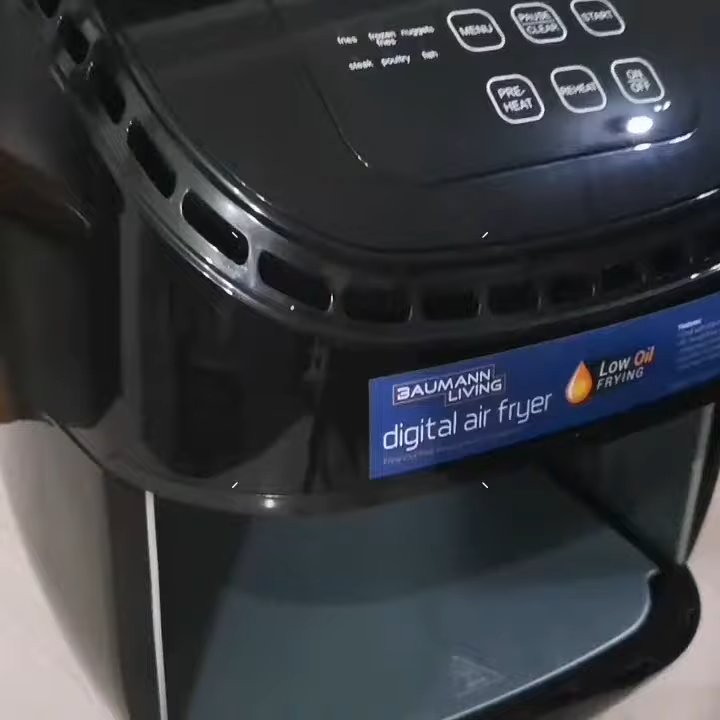 fries frozen fries nuggets
steak poultry fish
MENU
PAUSE/
CLEAR
START
PRE-
HEAT
REHEAT
ON
OFF
BAUMANN
LIVING
digital air fryer
Low Oil
FRYING